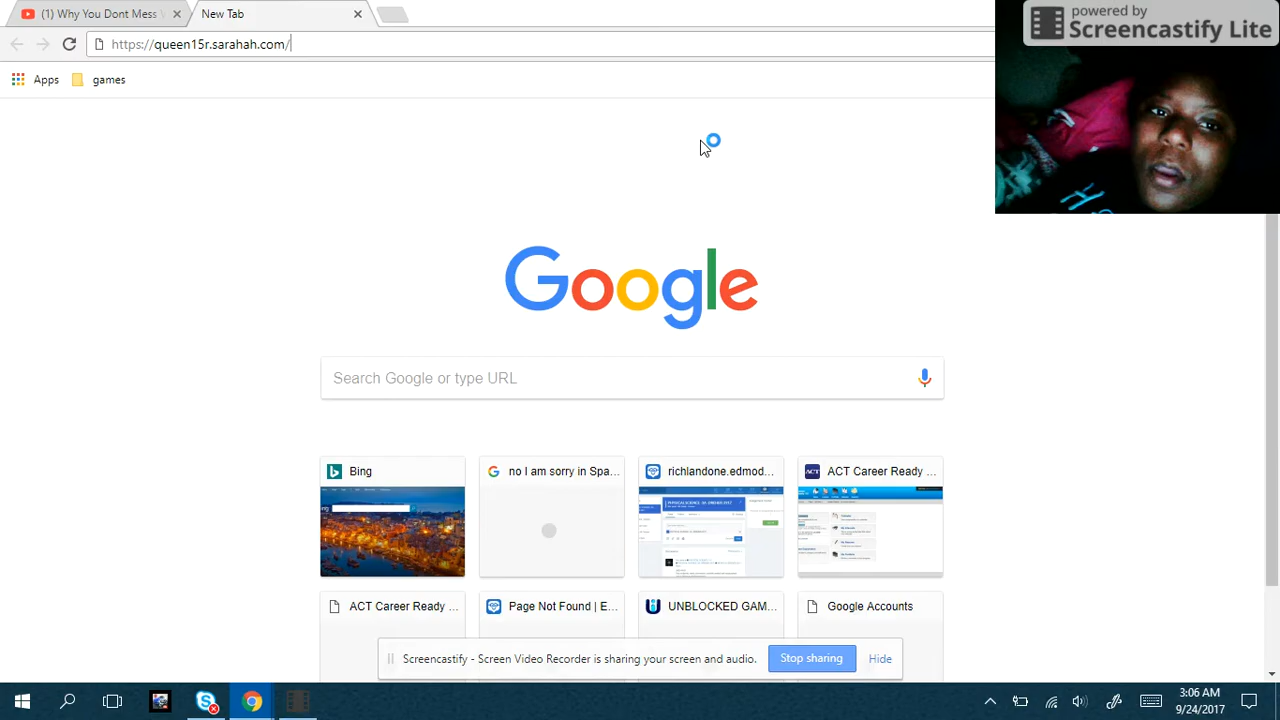 (1) Why You Dont Mess
New Tab
powered by
Screencastify Lite
https://queen15r.sarahah.com/
Apps
games
Google
Search Google or type URL
Bing
no I am sorry in Spa...
richlandone.edmod...
ACT Career Ready ...
ACT Career Ready ...
Page Not Found | E...
UNBLOCKED GAM...
Google Accounts
Screencastify - Screen Video Recorder is sharing your screen and audio.
Stop sharing
Hide
3:06 AM
9/24/2017